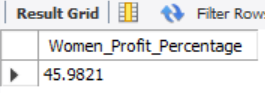 Result Grid Filter Rows
Women_Profit_Percentage
45.9821